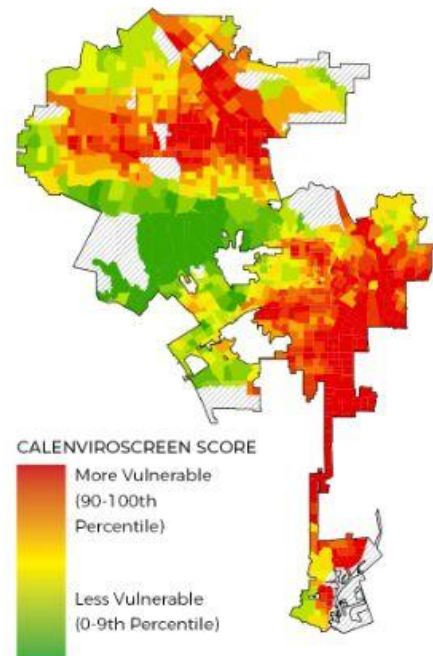 CALENVIROSCREEN SCORE
More Vulnerable
(90-100th
Percentile)
Less Vulnerable
(0-9th Percentile)